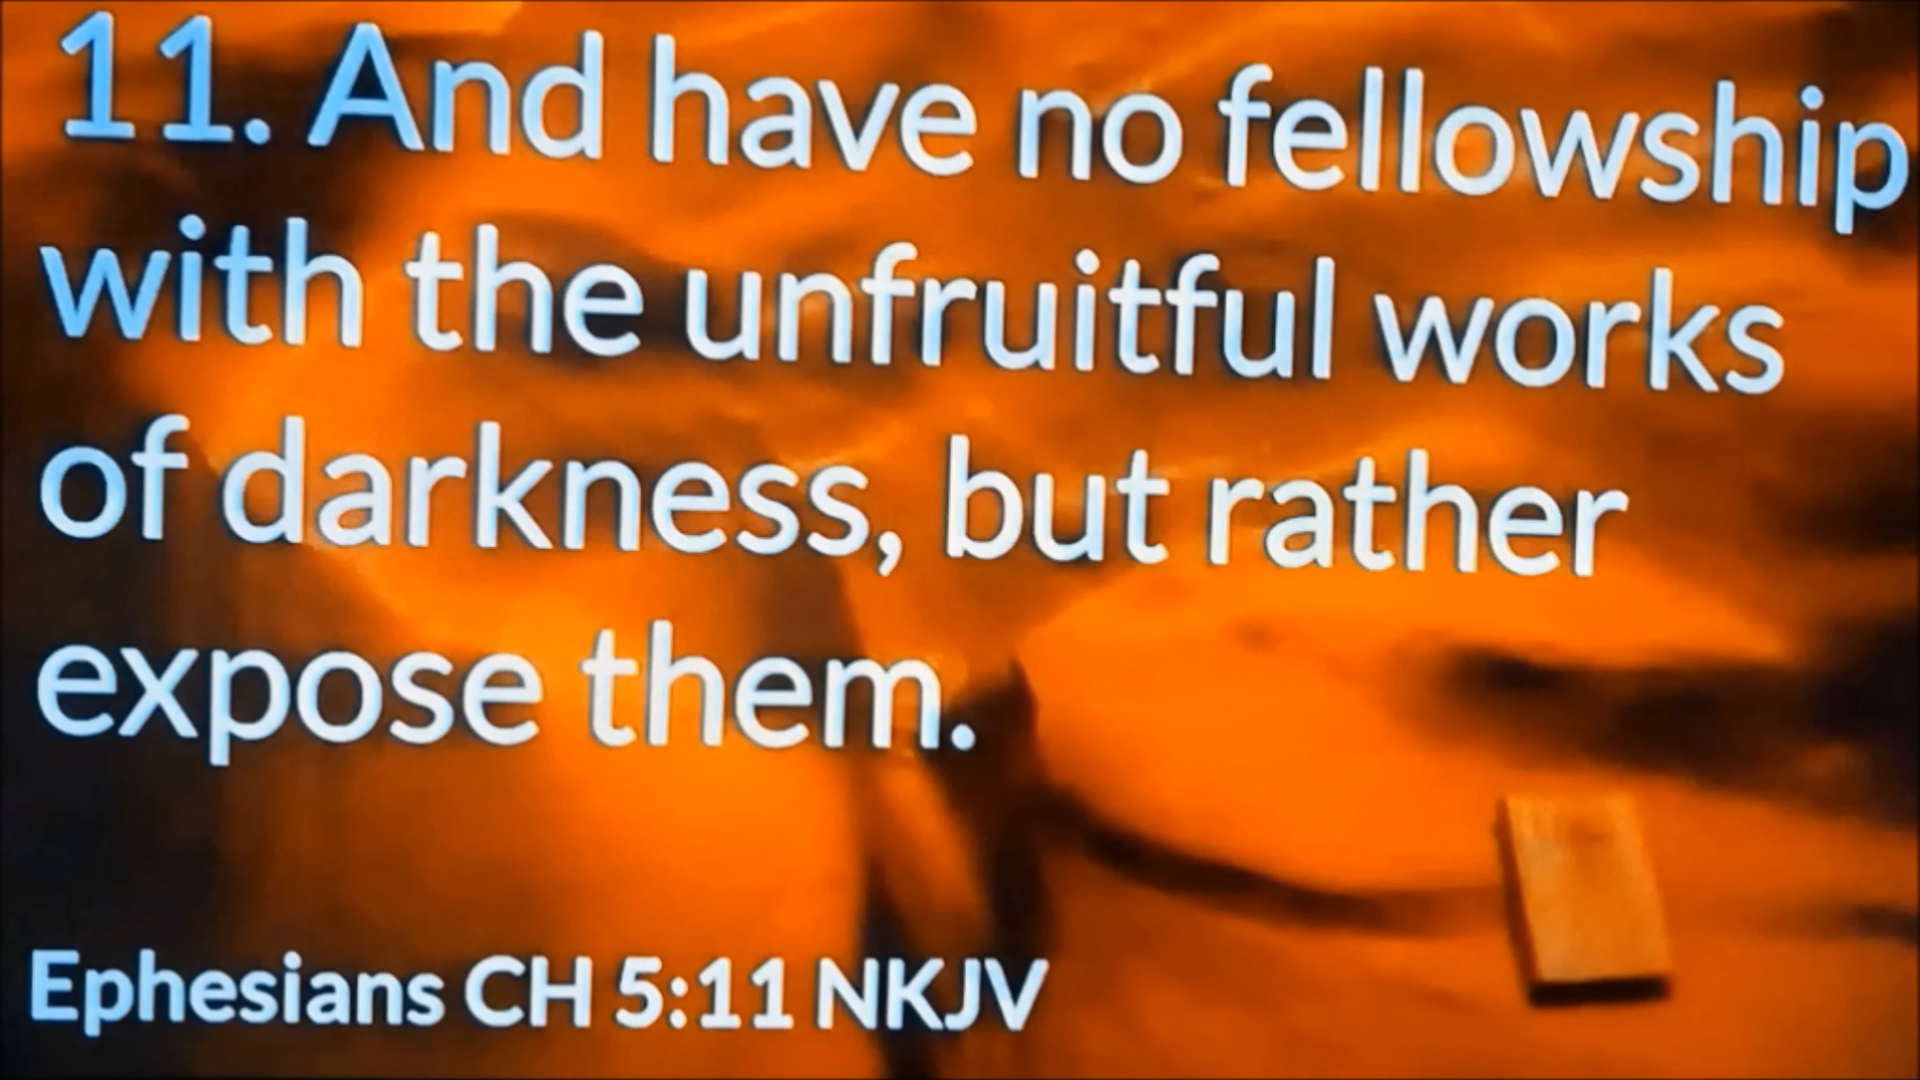 11. And have no fellowship
with the unfruitful works
of darkness, but rather
expose them.
Ephesians CH 5:11 NKJV